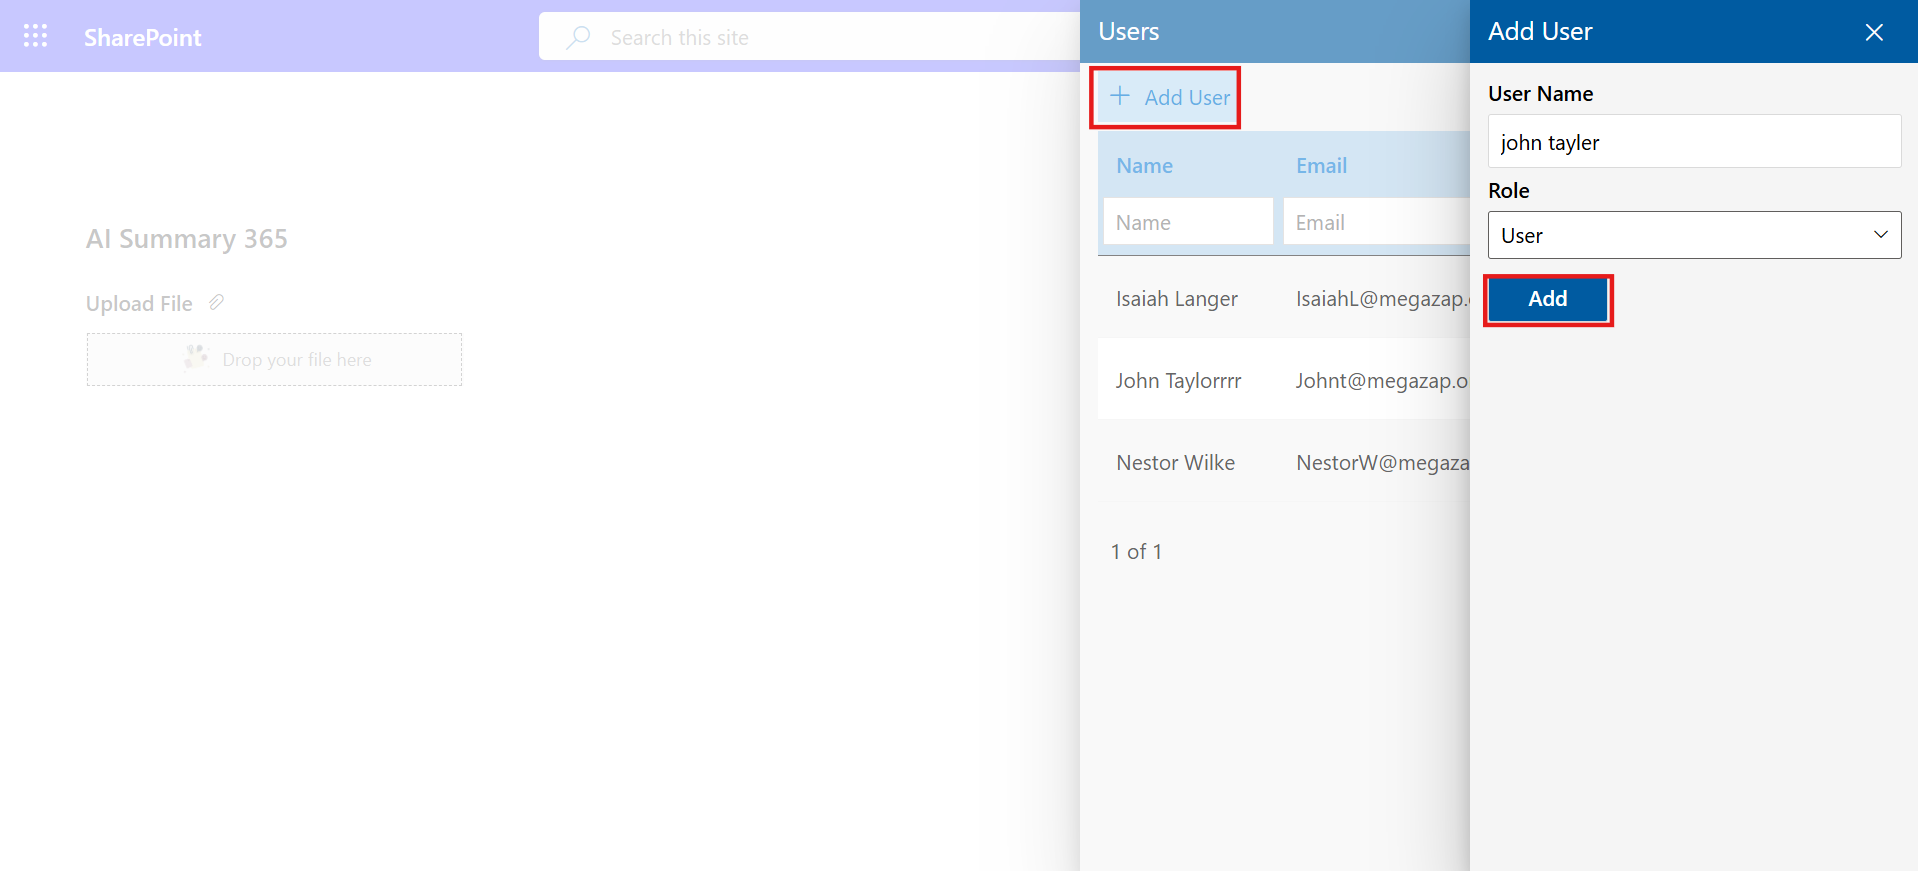 SharePoint
Search this site
AI Summary 365
Upload File
Drop your file here
Users
Add User
Name
Email
Name
Email
Isaiah Langer
IsaiahL@megazap.
John Taylorrrr
Johnt@megazap.o
Nestor Wilke
NestorW@megaza
1 of 1
Add User
User Name
john tayler
Role
User
Add